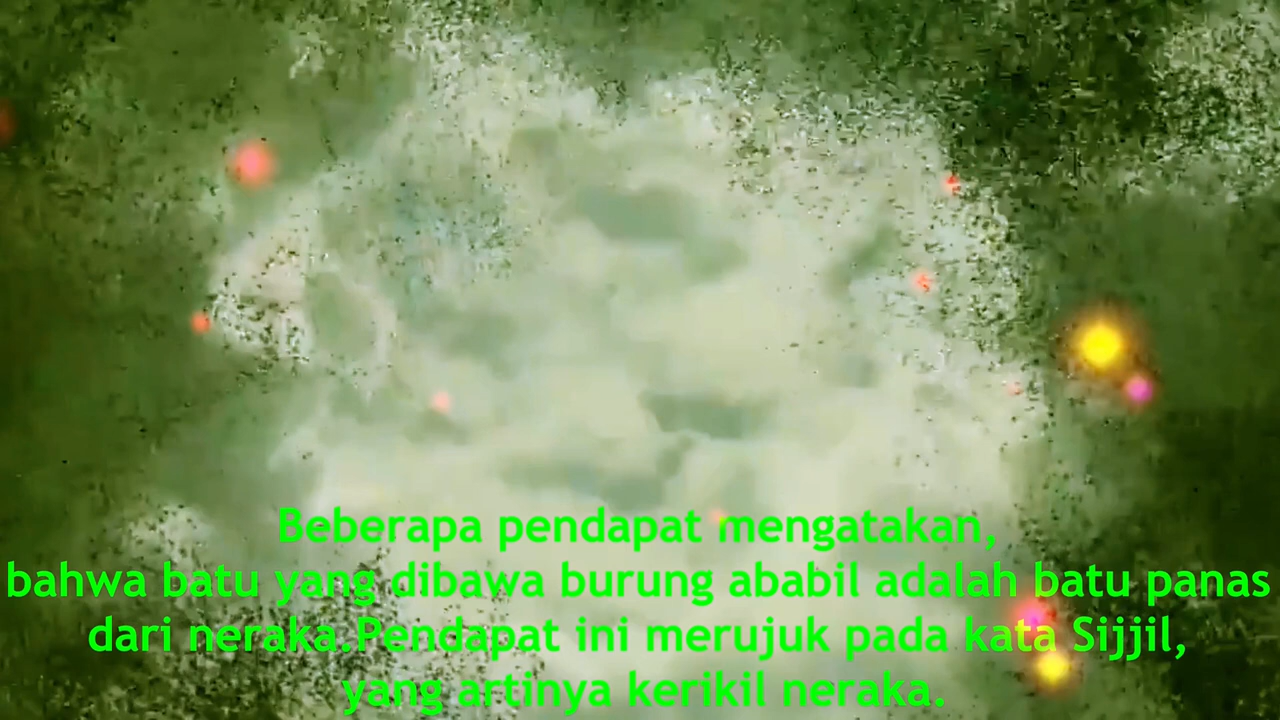 Beberapa pendapat mengatakan,
bahwa batu yang dibawa burung ababil adalah batu panas
dari neraka.Pendapat ini merujuk pada kata Sijjil,
yang artinya kerikil neraka.